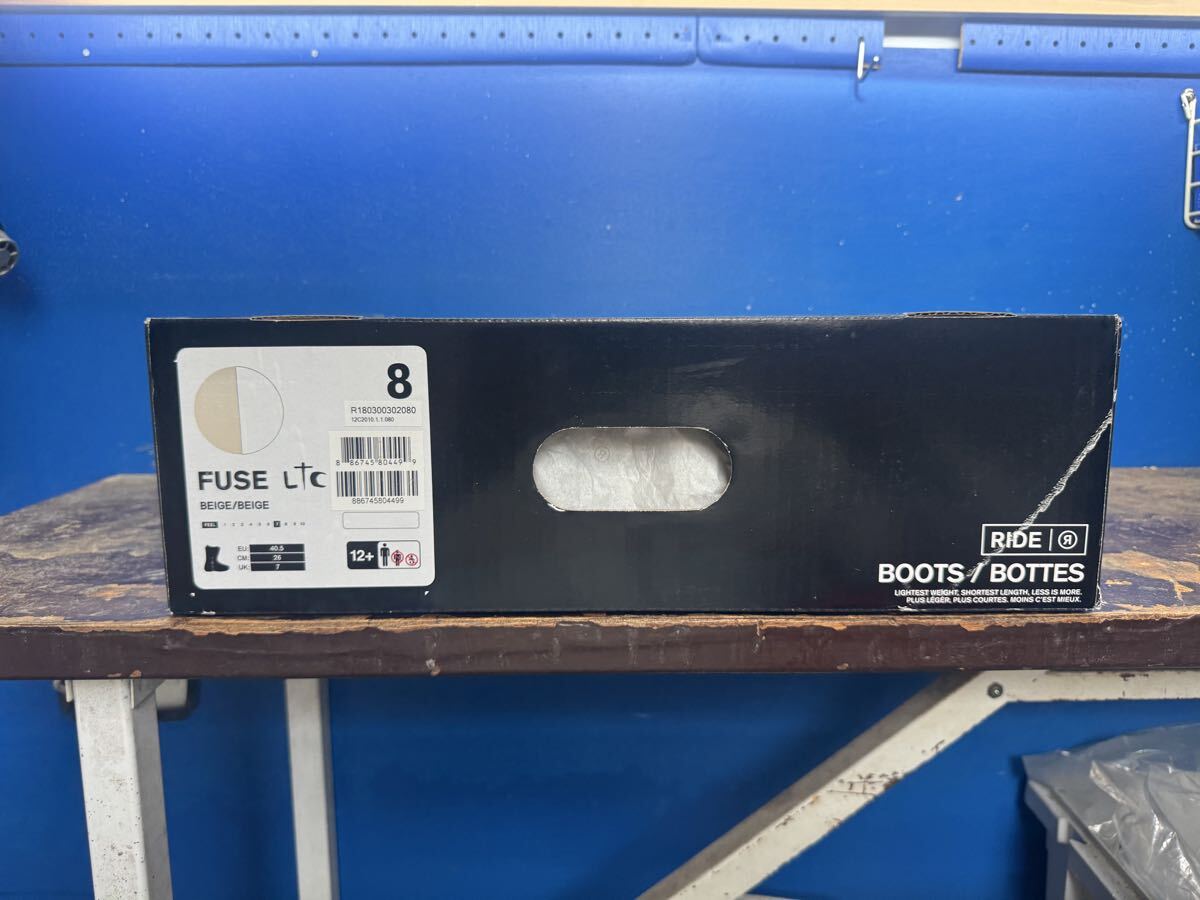 8
R180300302080
12C2010.1.1.080
8 86745 80449 9
886745804499
FUSE LTC
BEIGE/BEIGE
FEEL 1 2 3 4 5 6 7 8 9 10
EU: 40.5
CM: 26
UK: 7
12+
RIDE | R
BOOTS / BOTTES
LIGHTEST WEIGHT, SHORTEST LENGTH, LESS IS MORE.
PLUS LÉGER, PLUS COURTES. MOINS C'EST MIEUX.